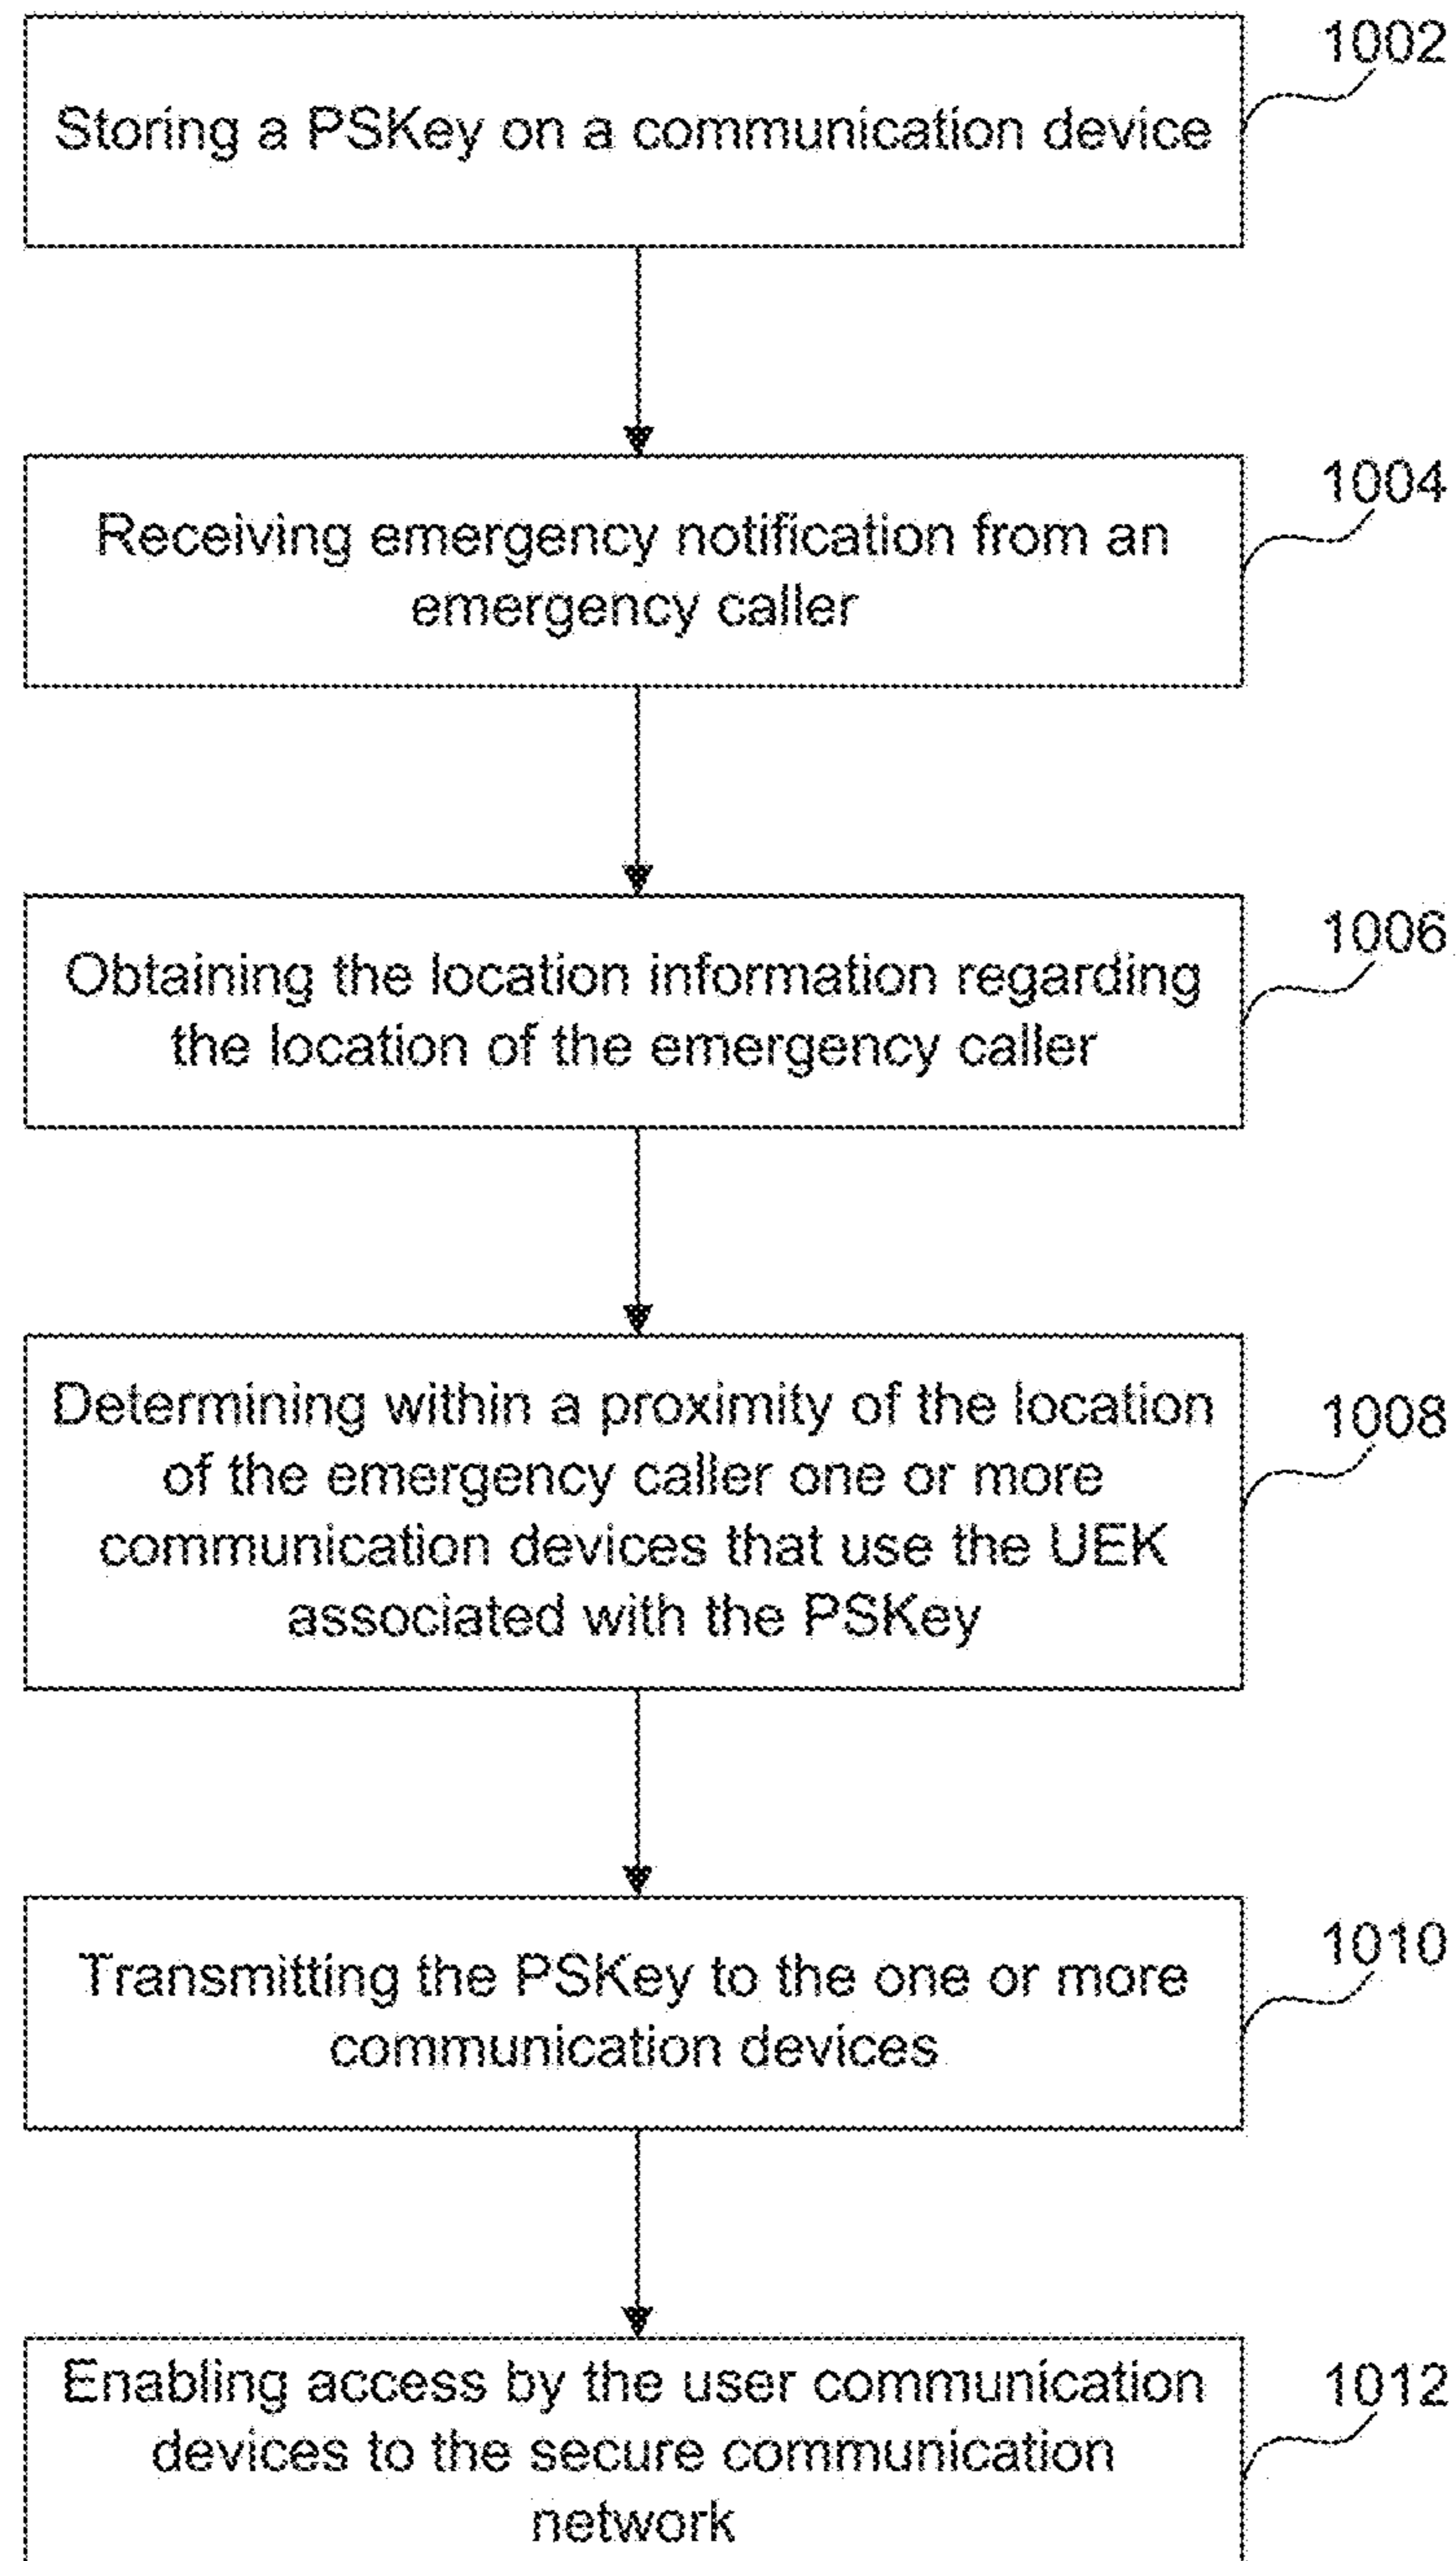 1002
Storing a PSKey on a communication device
1004
Receiving emergency notification from an
emergency caller
1006
Obtaining the location information regarding
the location of the emergency caller
1008
Determining within a proximity of the location
of the emergency caller one or more
communication devices that use the UEK
associated with the PSKey
1010
Transmitting the PSKey to the one or more
communication devices
1012
Enabling access by the user communication
devices to the secure communication
network